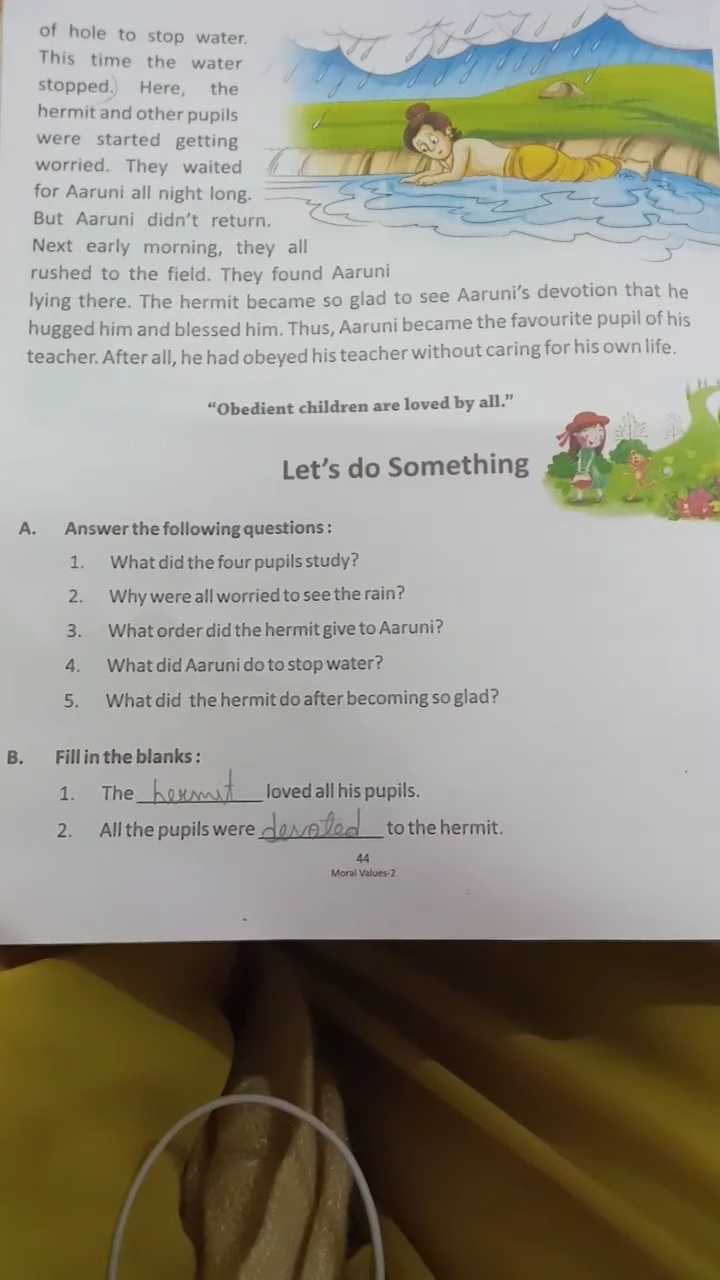 of hole to stop water.
This time the water
stopped. Here, the
hermit and other pupils
were started getting
worried. They waited
for Aaruni all night long.
But Aaruni didn't return.
Next early morning, they all
rushed to the field. They found Aaruni
lying there. The hermit became so glad to see Aaruni's devotion that he
hugged him and blessed him. Thus, Aaruni became the favourite pupil of his
teacher. After all, he had obeyed his teacher without caring for his own life.
"Obedient children are loved by all."
Let's do Something
A. Answer the following questions :
1. What did the four pupils study?
2. Why were all worried to see the rain?
3. What order did the hermit give to Aaruni?
4. What did Aaruni do to stop water?
5. What did the hermit do after becoming so glad?
B. Fill in the blanks :
1. The hermit loved all his pupils.
2. All the pupils were devoted to the hermit.
44
Moral Values-2